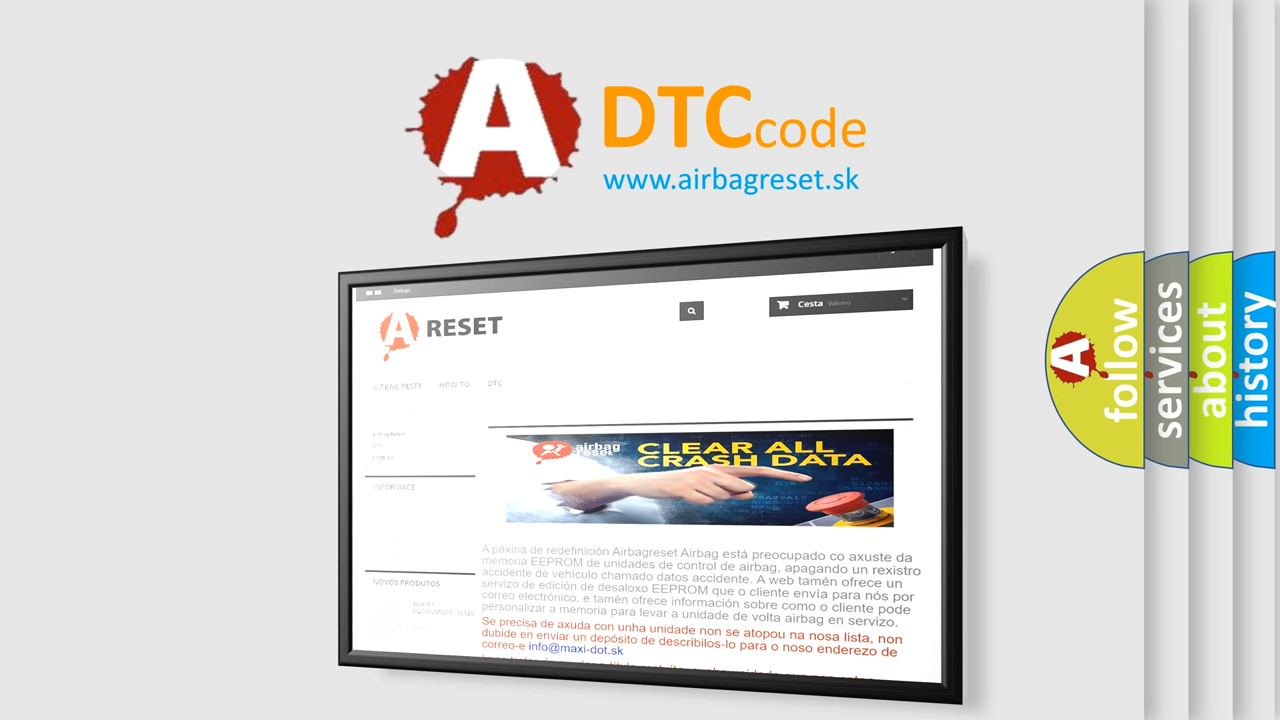 A DTC code
www.airbagreset.sk
Galego
A RESET
Cesta Valeiro
AIRBAG RESET HOW TO DTC
INFORMACE
NOVOS PRODUTOS
airbag
reset
CLEAR ALL
CRASH DATA
A páxina de redefinición Airbagreset Airbag está preocupado co axuste da
memoria EEPROM de unidades de control de airbag, apagando un rexistro
accidente de vehículo chamado datos accidente. A web tamén ofrece un
servizo de edición de desaloxo EEPROM que o cliente envía para nós por
correo electrónico, e tamén ofrece información sobre como o cliente pode
personalizar a memoria para levar a unidade de volta airbag en servizo.
Se precisa de axuda con unha unidade non se atopou na nosa lista, non
dubide en enviar un depósito de describilos-lo para o noso enderezo de
correo-e info@maxi-dot.sk
A follow
services
about
history